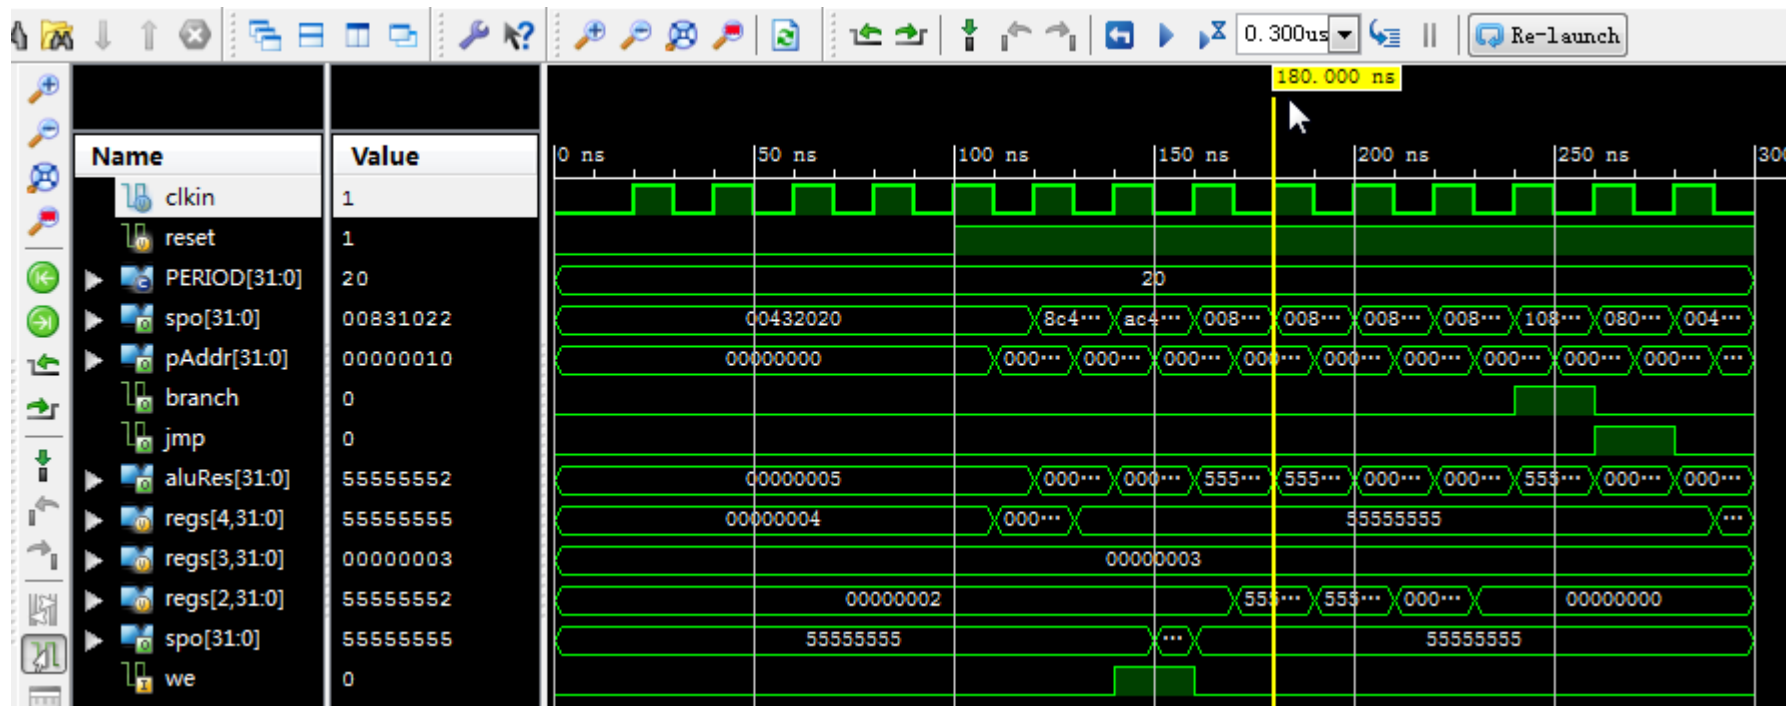 0.300us Re-launch
180.000 ns
Name Value
0 ns 50 ns 100 ns 150 ns 200 ns 250 ns 300
clkin 1
reset 1
PERIOD[31:0] 20 20
spo[31:0] 00831022 00432020 8c4··· ac4··· 008··· 008··· 008··· 008··· 108··· 080··· 004···
pAddr[31:0] 00000010 00000000 000··· 000··· 000··· 000··· 000··· 000··· 000··· 000··· 000··· ···
branch 0
jmp 0
aluRes[31:0] 55555552 00000005 000··· 000··· 555··· 555··· 000··· 000··· 555··· 000··· 000···
regs[4,31:0] 55555555 00000004 000··· 55555555 ···
regs[3,31:0] 00000003 00000003
regs[2,31:0] 55555552 00000002 555··· 555··· 000··· 00000000
spo[31:0] 55555555 55555555 ··· 55555555
we 0